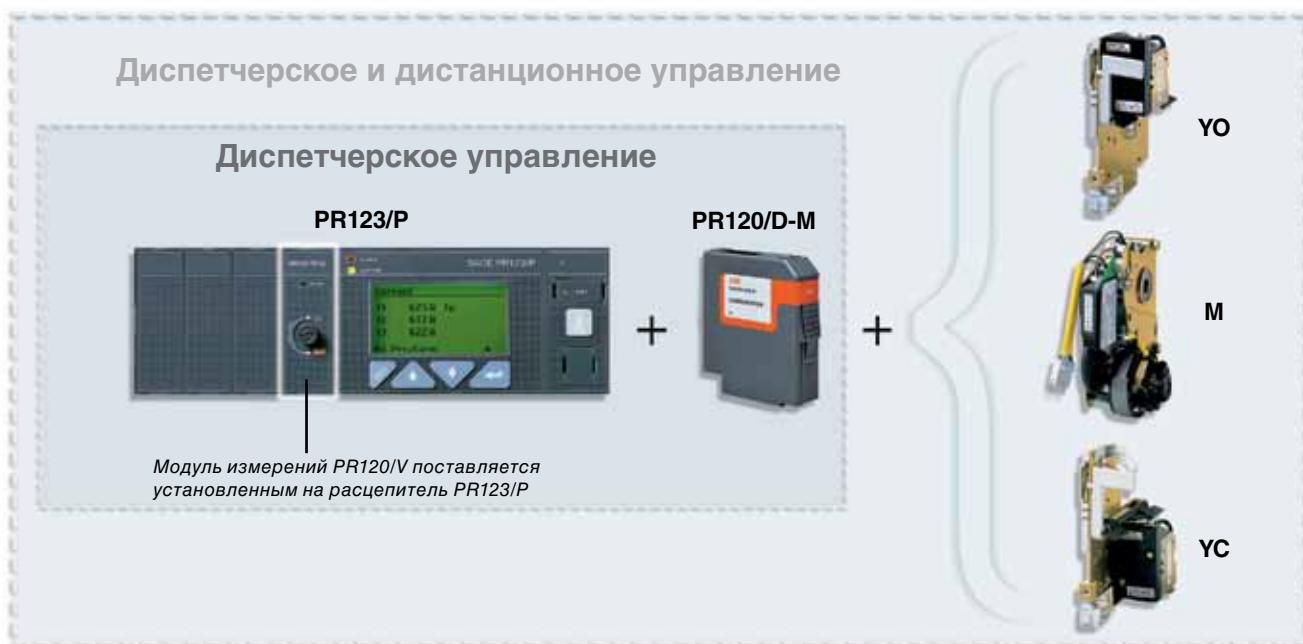 Диспетчерское и дистанционное управление
Диспетчерское управление
PR123/P
PR120/D-M
YO
M
YC
+
+
Модуль измерений PR120/V поставляется
установленным на расцепитель PR123/P